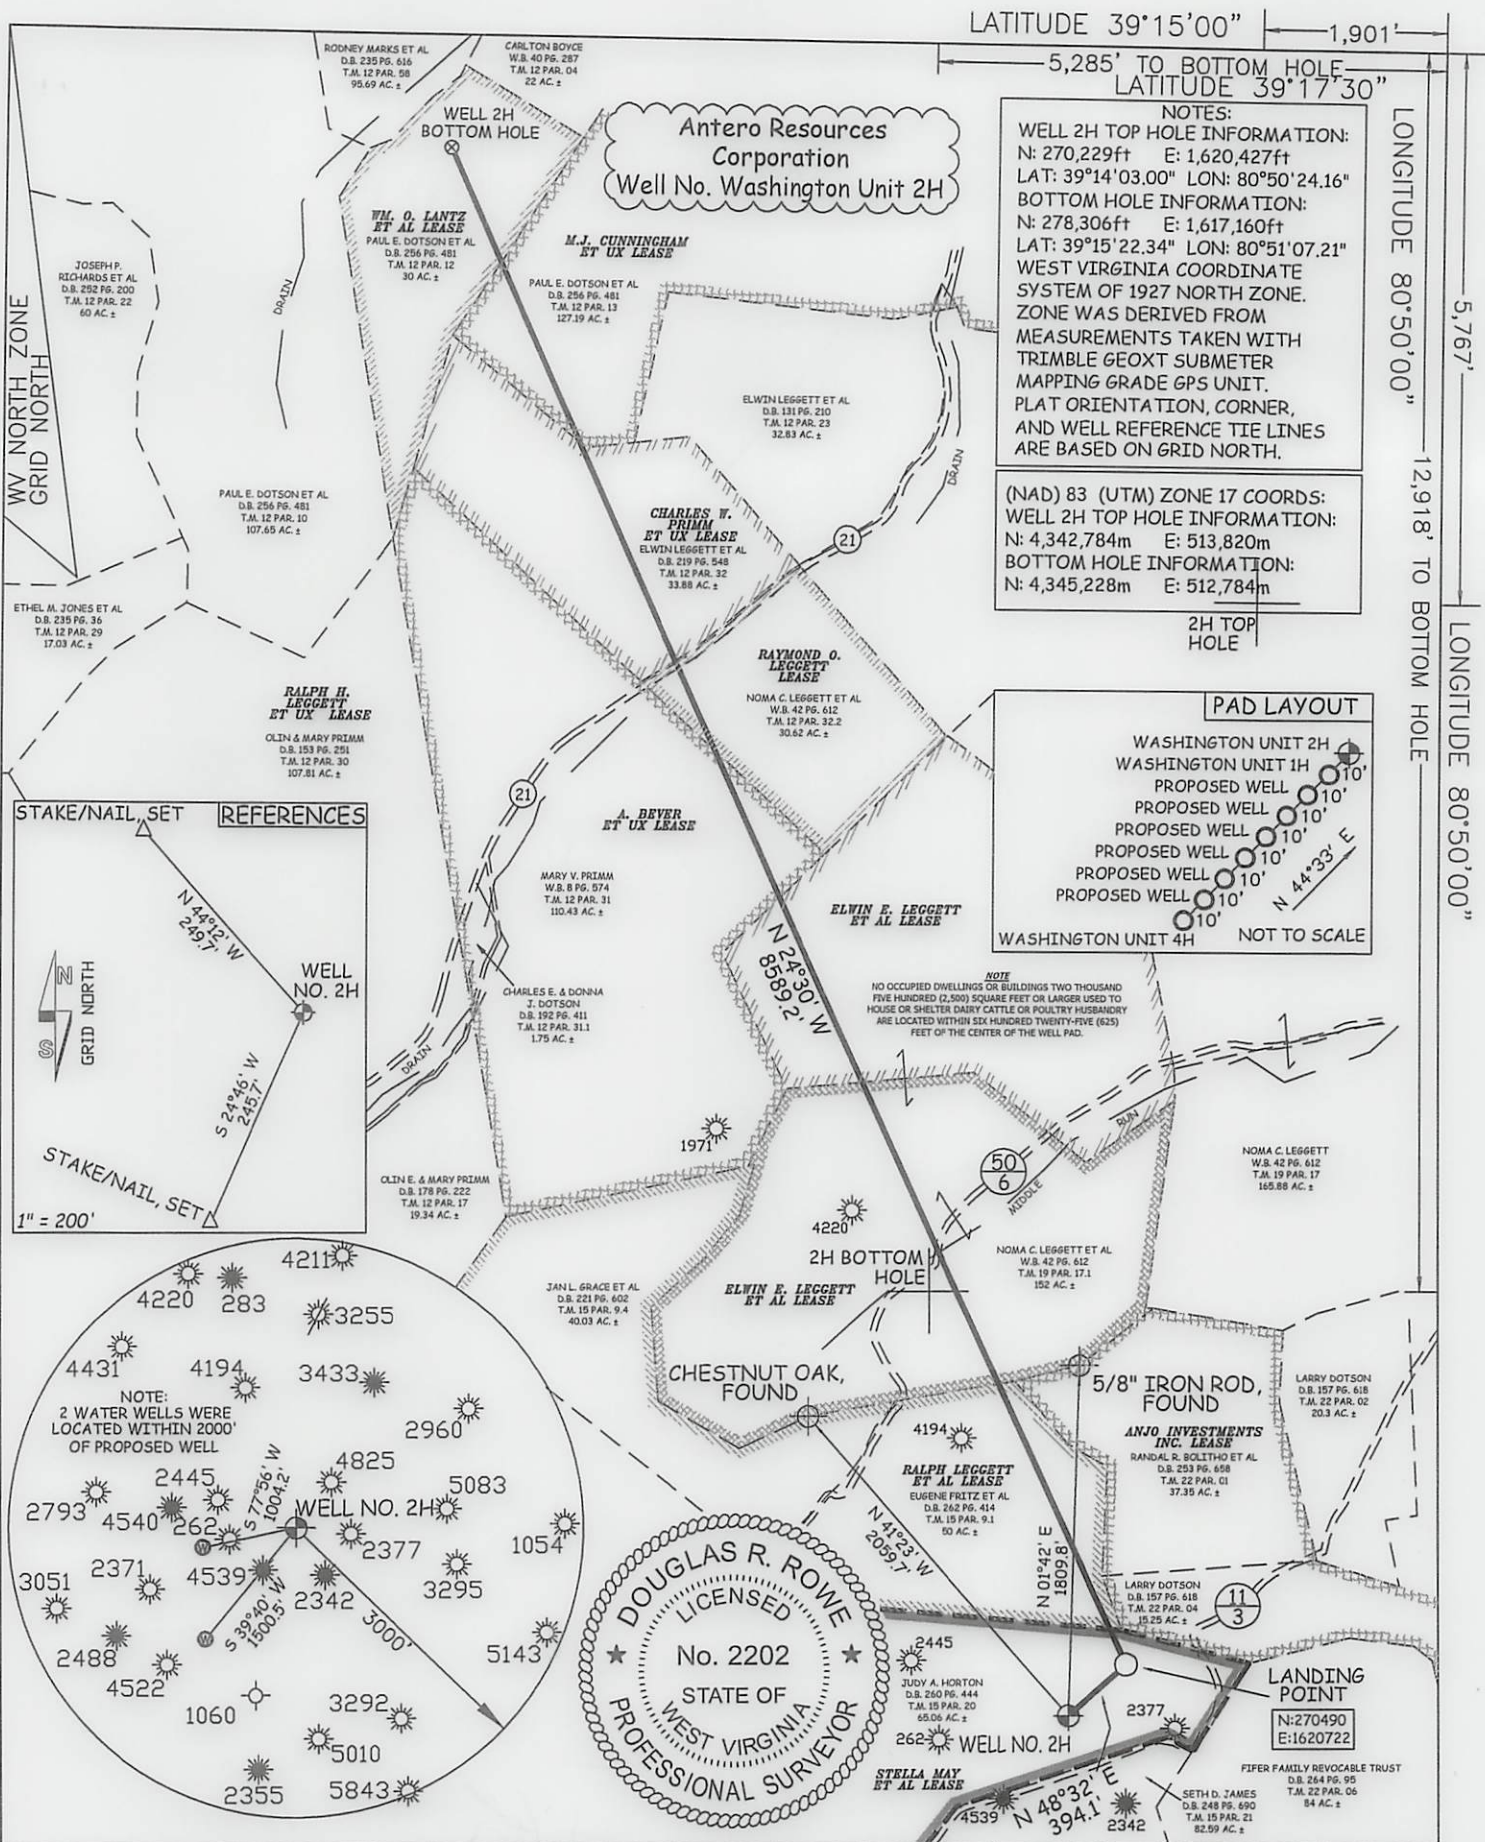 LATITUDE 39°15'00"
1,901'
5,285' TO BOTTOM HOLE
LATITUDE 39°17'30"
RODNEY MARKS ET AL
D.B. 235 PG. 616
T.M. 12 PAR. 58
95.69 AC. ±
CARLTON BOYCE
W.B. 40 PG. 287
T.M. 12 PAR. 04
22 AC. ±
WELL 2H
BOTTOM HOLE
Antero Resources
Corporation
Well No. Washington Unit 2H
NOTES:
WELL 2H TOP HOLE INFORMATION:
N: 270,229ft E: 1,620,427ft
LAT: 39°14'03.00" LON: 80°50'24.16"
BOTTOM HOLE INFORMATION:
N: 278,306ft E: 1,617,160ft
LAT: 39°15'22.34" LON: 80°51'07.21"
WEST VIRGINIA COORDINATE
SYSTEM OF 1927 NORTH ZONE.
ZONE WAS DERIVED FROM
MEASUREMENTS TAKEN WITH
TRIMBLE GEOXT SUBMETER
MAPPING GRADE GPS UNIT.
PLAT ORIENTATION, CORNER,
AND WELL REFERENCE TIE LINES
ARE BASED ON GRID NORTH.
(NAD) 83 (UTM) ZONE 17 COORDS:
WELL 2H TOP HOLE INFORMATION:
N: 4,342,784m E: 513,820m
BOTTOM HOLE INFORMATION:
N: 4,345,228m E: 512,784m
2H TOP
HOLE
LONGITUDE 80°50'00"
12,918' TO BOTTOM HOLE
5,767'
LONGITUDE 80°50'00"
WV NORTH ZONE
GRID NORTH
JOSEPH P.
RICHARDS ET AL
D.B. 252 PG. 200
T.M. 12 PAR. 22
60 AC. ±
DRAIN
WM. O. LANTZ
ET AL LEASE
PAUL E. DOTSON ET AL
D.B. 256 PG. 481
T.M. 12 PAR. 12
30 AC. ±
M.J. CUNNINGHAM
ET UX LEASE
PAUL E. DOTSON ET AL
D.B. 256 PG. 481
T.M. 12 PAR. 13
127.19 AC. ±
ELWIN LEGGETT ET AL
D.B. 131 PG. 210
T.M. 12 PAR. 23
32.83 AC. ±
DRAIN
PAUL E. DOTSON ET AL
D.B. 256 PG. 481
T.M. 12 PAR. 10
107.65 AC. ±
CHARLES W.
PRIMM
ET UX LEASE
ELWIN LEGGETT ET AL
D.B. 219 PG. 548
T.M. 12 PAR. 32
33.88 AC. ±
21
ETHEL M. JONES ET AL
D.B. 235 PG. 36
T.M. 12 PAR. 29
17.03 AC. ±
RALPH H.
LEGGETT
ET UX LEASE
OLIN & MARY PRIMM
D.B. 153 PG. 251
T.M. 12 PAR. 30
107.81 AC. ±
RAYMOND O.
LEGGETT
LEASE
NOMA C. LEGGETT ET AL
W.B. 42 PG. 612
T.M. 12 PAR. 32.2
30.62 AC. ±
PAD LAYOUT
WASHINGTON UNIT 2H
WASHINGTON UNIT 1H
10'
PROPOSED WELL
10'
PROPOSED WELL
10'
PROPOSED WELL
10'
PROPOSED WELL
10'
PROPOSED WELL
10'
PROPOSED WELL
10'
10'
WASHINGTON UNIT 4H
N 44°33' E
NOT TO SCALE
STAKE/NAIL, SET
REFERENCES
N 44°12' W
249.7'
WELL
NO. 2H
N
S
GRID NORTH
S 24°46' W
245.7'
STAKE/NAIL, SET
1" = 200'
21
A. BEVER
ET UX LEASE
MARY V. PRIMM
W.B. 8 PG. 574
T.M. 12 PAR. 31
110.43 AC. ±
ELWIN E. LEGGETT
ET AL LEASE
N 24°30' W
8589.2'
CHARLES E. & DONNA
J. DOTSON
D.B. 192 PG. 411
T.M. 12 PAR. 31.1
1.75 AC. ±
DRAIN
NOTE
NO OCCUPIED DWELLINGS OR BUILDINGS TWO THOUSAND
FIVE HUNDRED (2,500) SQUARE FEET OR LARGER USED TO
HOUSE OR SHELTER DAIRY CATTLE OR POULTRY HUSBANDRY
ARE LOCATED WITHIN SIX HUNDRED TWENTY-FIVE (625)
FEET OF THE CENTER OF THE WELL PAD.
1971
OLIN E. & MARY PRIMM
D.B. 178 PG. 222
T.M. 12 PAR. 17
19.34 AC. ±
50
6
MIDDLE
RUN
NOMA C. LEGGETT
W.B. 42 PG. 612
T.M. 19 PAR. 17
165.88 AC. ±
4220
2H BOTTOM
HOLE
NOMA C. LEGGETT ET AL
W.B. 42 PG. 612
T.M. 19 PAR. 17.1
152 AC. ±
JAN L. GRACE ET AL
D.B. 221 PG. 602
T.M. 15 PAR. 9.4
40.03 AC. ±
ELWIN E. LEGGETT
ET AL LEASE
CHESTNUT OAK,
FOUND
5/8" IRON ROD,
FOUND
LARRY DOTSON
D.B. 157 PG. 618
T.M. 22 PAR. 02
20.3 AC. ±
ANJO INVESTMENTS
INC. LEASE
RANDAL R. BOLITHO ET AL
D.B. 253 PG. 658
T.M. 22 PAR. 01
37.35 AC. ±
4194
RALPH LEGGETT
ET AL LEASE
EUGENE FRITZ ET AL
D.B. 262 PG. 414
T.M. 15 PAR. 9.1
50 AC. ±
N 41°23' W
2059.7'
N 01°42' E
1809.8'
4211
4220
283
3255
4431
4194
3433
NOTE:
2 WATER WELLS WERE
LOCATED WITHIN 2000'
OF PROPOSED WELL
2960
4825
2445
5083
2793
4540
262
S 77°56' W
1004.2'
WELL NO. 2H
2377
1054
2371
4539
3051
2342
3295
W
W
S 39°40' W
1500.5'
3000'
2488
5143
4522
1060
3292
5010
2355
5843
DOUGLAS R. ROWE
LICENSED
No. 2202
STATE OF
WEST VIRGINIA
PROFESSIONAL SURVEYOR
LARRY DOTSON
D.B. 157 PG. 618
T.M. 22 PAR. 04
15.25 AC. ±
11
3
2445
JUDY A. HORTON
D.B. 260 PG. 444
T.M. 15 PAR. 20
65.06 AC. ±
LANDING
POINT
N:270490
E:1620722
2377
262
WELL NO. 2H
STELLA MAY
ET AL LEASE
FIFER FAMILY REVOCABLE TRUST
D.B. 264 PG. 95
T.M. 22 PAR. 06
84 AC. ±
SETH D. JAMES
D.B. 248 PG. 690
T.M. 15 PAR. 21
82.59 AC. ±
4539
N 48°32' E
394.1'
2342